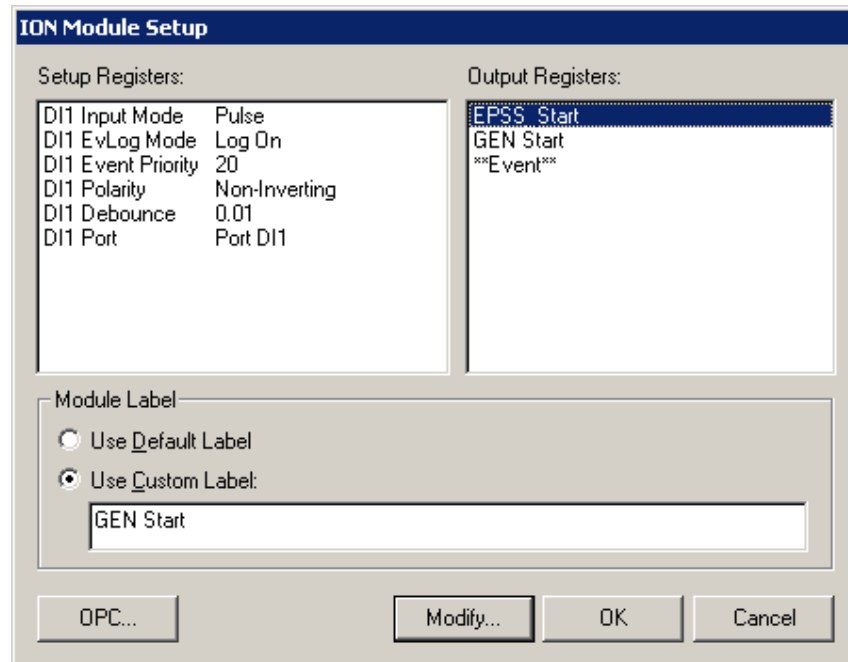 ION Module Setup
Setup Registers:
DI1 Input Mode Pulse
DI1 EvLog Mode Log On
DI1 Event Priority 20
DI1 Polarity Non-Inverting
DI1 Debounce 0.01
DI1 Port Port DI1
Output Registers:
EPSS_Start
GEN Start
**Event**
Module Label
Use Default Label
Use Custom Label:
GEN Start
OPC...
Modify...
OK
Cancel